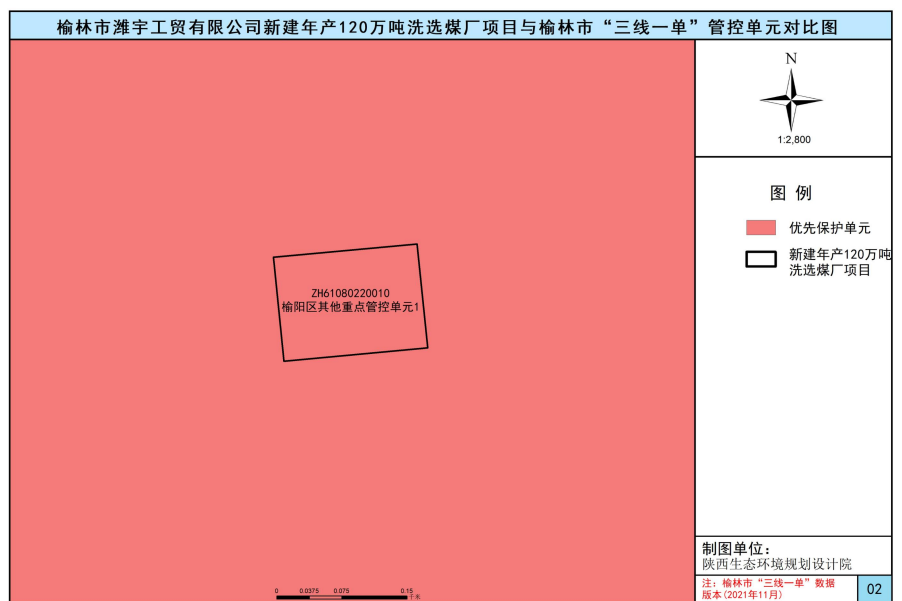 榆林市潍宇工贸有限公司新建年产120万吨洗选煤厂项目与榆林市“三线一单”管控单元对比图
N
1:2,800
图 例
优先保护单元
新建年产120万吨
洗选煤厂项目
ZH61080220010
榆阳区其他重点管控单元1
0 0.0375 0.075 0.15
千米
制图单位：
陕西生态环境规划设计院
注：榆林市“三线一单”数据
版本(2021年11月)
02